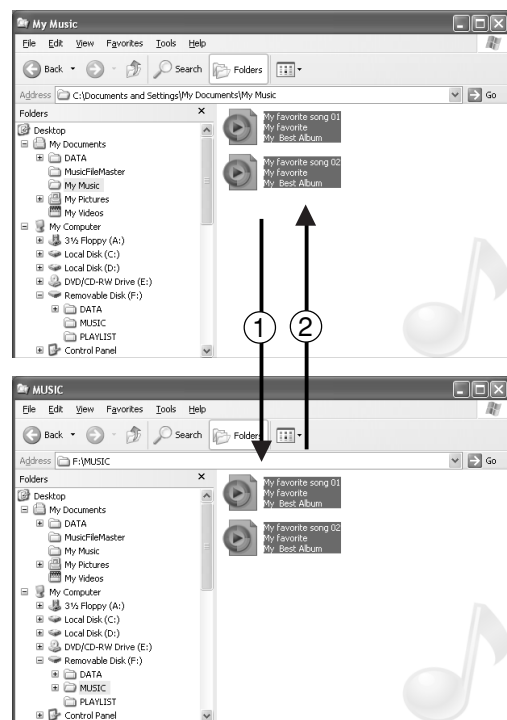 My Music
File Edit View Favorites Tools Help
Back Search Folders
Address C:\Documents and Settings\My Documents\My Music Go
Folders ×
Desktop
My Documents
DATA
MusicFileMaster
My Music
My Pictures
My Videos
My Computer
3½ Floppy (A:)
Local Disk (C:)
Local Disk (D:)
DVD/CD-RW Drive (E:)
Removable Disk (F:)
DATA
MUSIC
PLAYLIST
Control Panel
My favorite song 01
My favorite
My Best Album
My favorite song 02
My favorite
My Best Album
1 2
MUSIC
File Edit View Favorites Tools Help
Back Search Folders
Address F:\MUSIC Go
Folders ×
Desktop
My Documents
DATA
MusicFileMaster
My Music
My Pictures
My Videos
My Computer
3½ Floppy (A:)
Local Disk (C:)
Local Disk (D:)
DVD/CD-RW Drive (E:)
Removable Disk (F:)
DATA
MUSIC
PLAYLIST
Control Panel
My favorite song 01
My favorite
My Best Album
My favorite song 02
My favorite
My Best Album